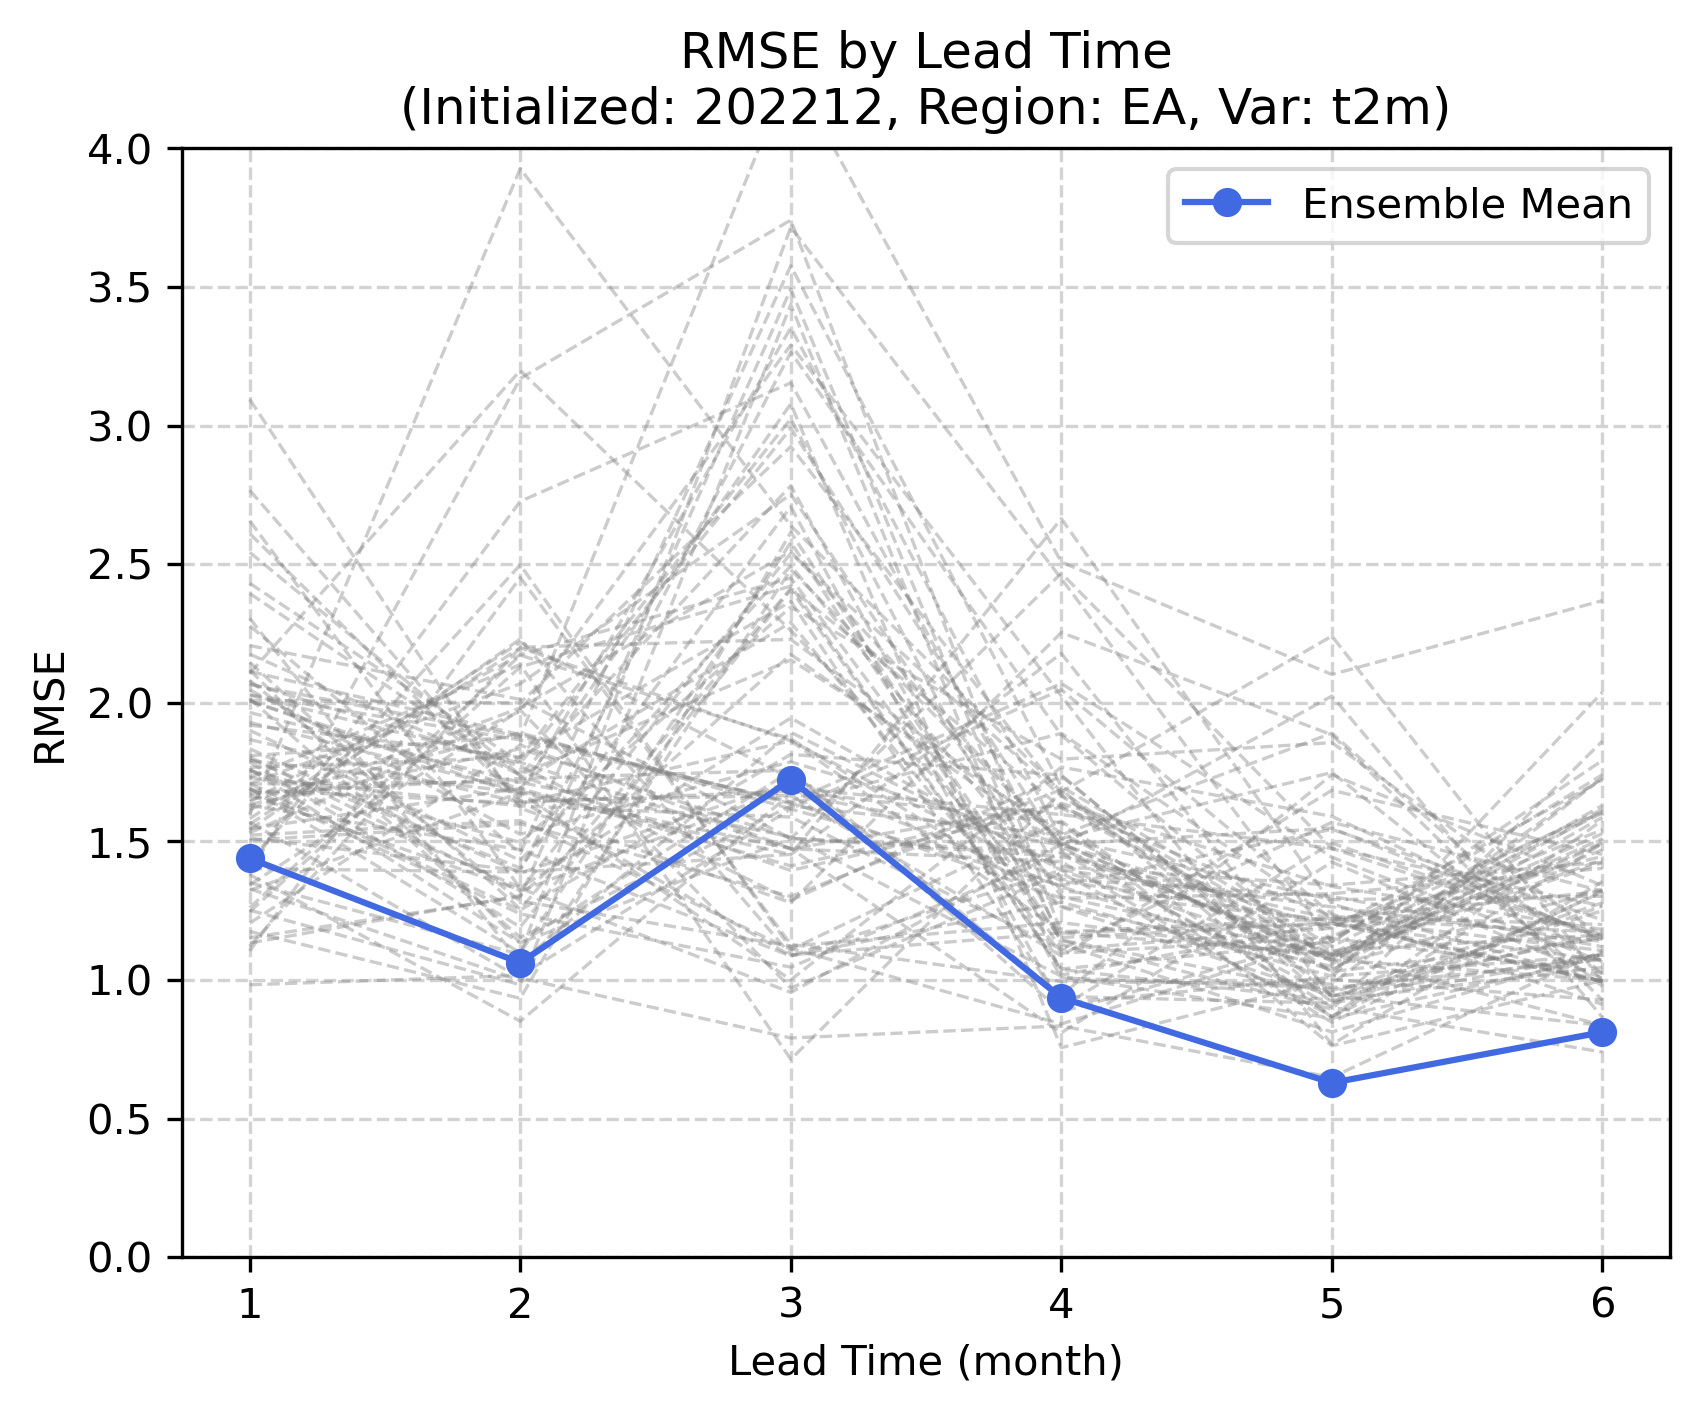 RMSE by Lead Time
(Initialized: 202212, Region: EA, Var: t2m)
Ensemble Mean
RMSE
4.0
3.5
3.0
2.5
2.0
1.5
1.0
0.5
0.0
1 2 3 4 5 6
Lead Time (month)